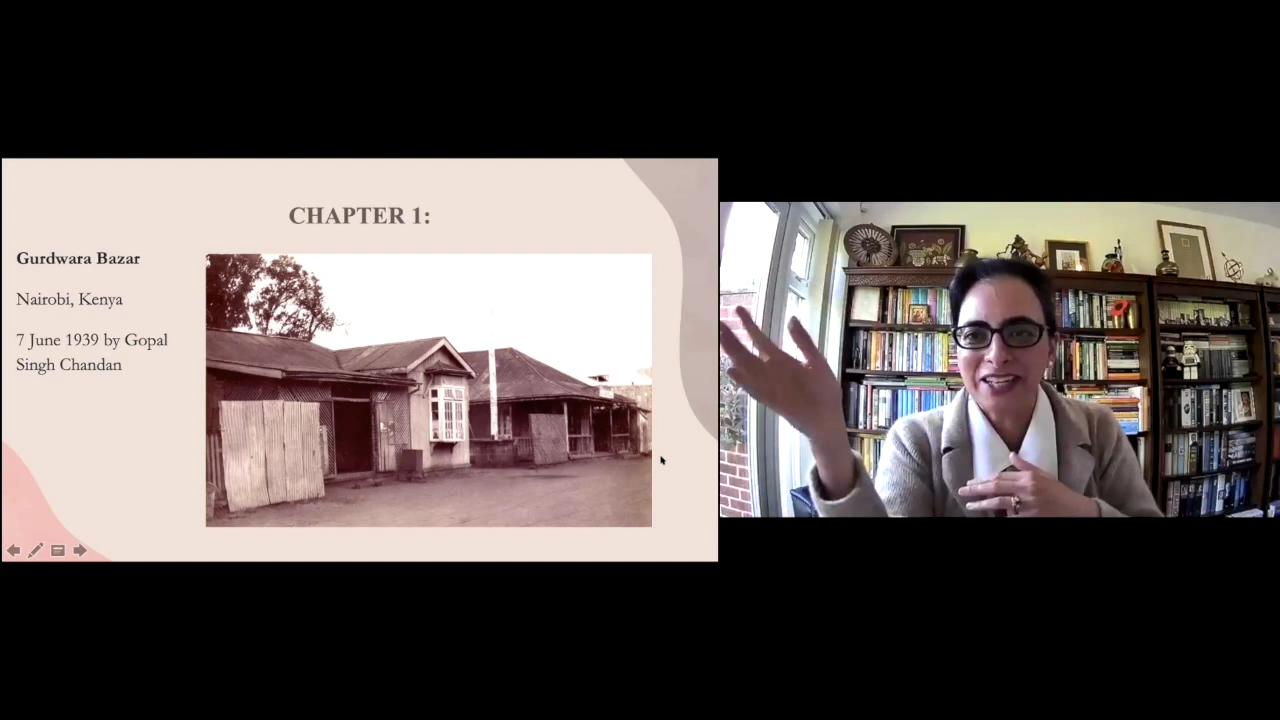 CHAPTER 1:
Gurdwara Bazar
Nairobi, Kenya
7 June 1939 by Gopal
Singh Chandan